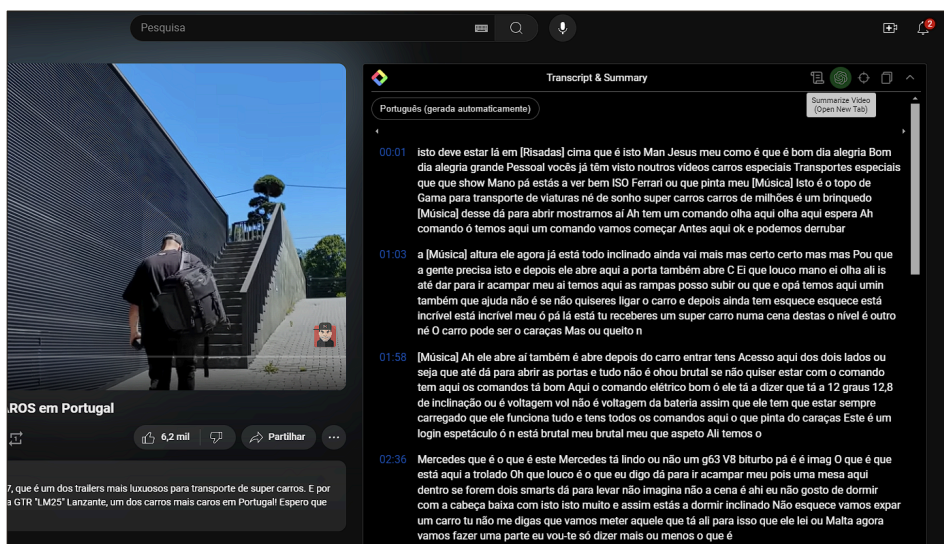 Pesquisa
2
Transcript & Summary
Summarize Video
(Open New Tab)
Português (gerada automaticamente)
00:01
isto deve estar lá em [Risadas] cima que é isto Man Jesus meu como é que é bom dia alegria Bom
dia alegria grande Pessoal vocês já têm visto noutros vídeos carros especiais Transportes especiais
que que show Mano pá estás a ver bem ISO Ferrari ou que pinta meu [Música] Isto é o topo de
Gama para transporte de viaturas né de sonho super carros carros de milhões é um brinquedo
[Música] desse dá para abrir mostrarnos aí Ah tem um comando olha aqui olha aqui espera Ah
comando ó temos aqui um comando vamos começar Antes aqui ok e podemos derrubar
01:03
a [Música] altura ele agora já está todo inclinado ainda vai mais mas certo certo mas mas Pou que
a gente precisa isto e depois ele abre aqui a porta também abre C Ei que louco mano ei olha ali is
até dar para ir acampar meu ai temos aqui as rampas posso subir ou que e opá temos aqui umin
também que ajuda não é se não quiseres ligar o carro e depois ainda tem esquece esquece está
incrível está incrível meu ó pá lá está tu receberes um super carro numa cena destas o nível é outro
né O carro pode ser o caraças Mas ou queito n
01:58
[Música] Ah ele abre aí também é abre depois do carro entrar tens Acesso aqui dos dois lados ou
seja que até dá para abrir as portas e tudo não é ohou brutal se não quiser estar com o comando
tem aqui os comandos tá bom Aqui o comando elétrico bom ó ele tá a dizer que tá a 12 graus 12,8
de inclinação ou é voltagem vol não é voltagem da bateria assim que ele tem que estar sempre
carregado que ele funciona tudo e tens todos os comandos aqui o que pinta do caraças Este é um
login espetáculo ó n está brutal meu brutal meu que aspeto Ali temos o
02:36
Mercedes que é o que é este Mercedes tá lindo ou não um g63 V8 biturbo pá é é imag O que é que
está aqui a trolado Oh que louco é o que eu digo dá para ir acampar meu pois uma mesa aqui
dentro se forem dois smarts dá para levar não imagina não a cena é ahi eu não gosto de dormir
com a cabeça baixa com isto isto muito e assim estás a dormir inclinado Não esquece vamos expar
um carro tu não me digas que vamos meter aquele que tá ali para isso que ele lei ou Malta agora
vamos fazer uma parte eu vou-te só dizer mais ou menos o que é
AROS em Portugal
6,2 mil
Partilhar
7, que é um dos trailers mais luxuosos para transporte de super carros. E por
a GTR "LM25" Lanzante, um dos carros mais caros em Portugal! Espero que